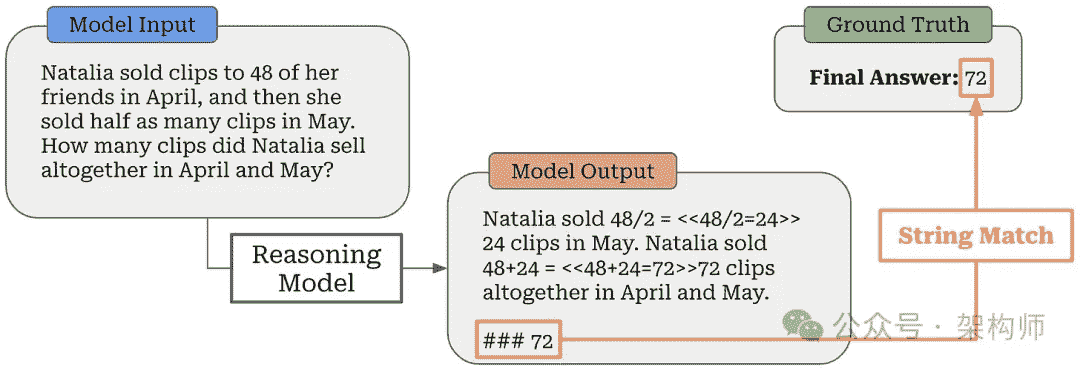 Model Input
Natalia sold clips to 48 of her
friends in April, and then she
sold half as many clips in May.
How many clips did Natalia sell
altogether in April and May?
Reasoning
Model
Model Output
Natalia sold 48/2 = <<48/2=24>>
24 clips in May. Natalia sold
48+24 = <<48+24=72>>72 clips
altogether in April and May.
### 72
Ground Truth
Final Answer: 72
String Match
公众号 · 架构师